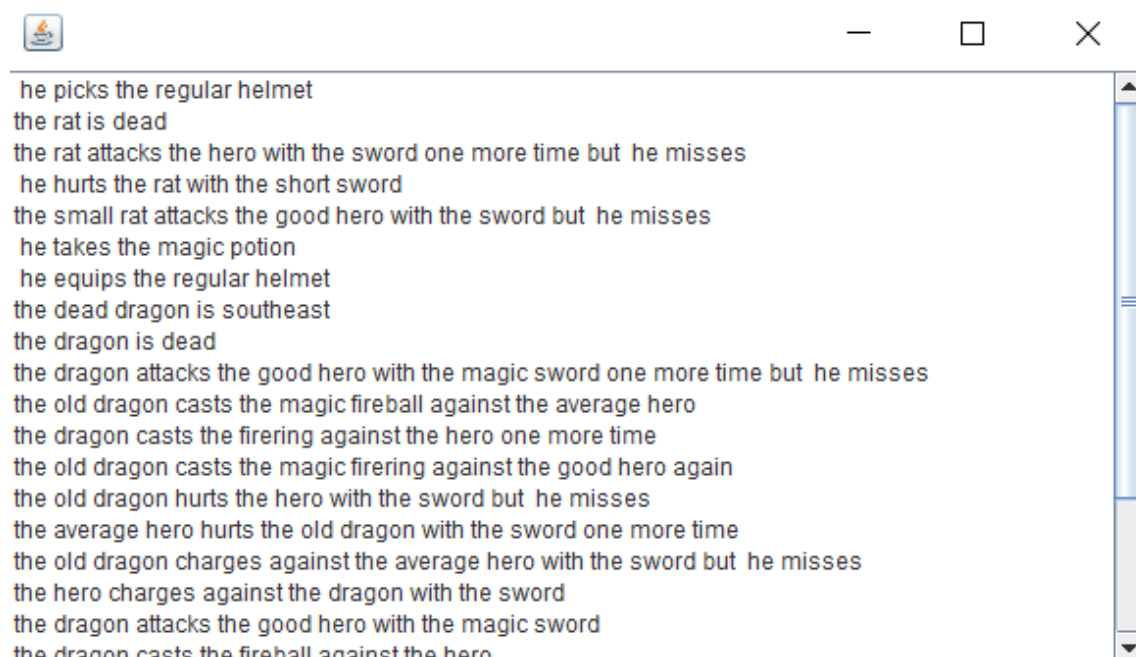 he picks the regular helmet
the rat is dead
the rat attacks the hero with the sword one more time but  he misses
he hurts the rat with the short sword
the small rat attacks the good hero with the sword but  he misses
he takes the magic potion
he equips the regular helmet
the dead dragon is southeast
the dragon is dead
the dragon attacks the good hero with the magic sword one more time but  he misses
the old dragon casts the magic fireball against the average hero
the dragon casts the firering against the hero one more time
the old dragon casts the magic firering against the good hero again
the old dragon hurts the hero with the sword but  he misses
the average hero hurts the old dragon with the sword one more time
the old dragon charges against the average hero with the sword but  he misses
the hero charges against the dragon with the sword
the dragon attacks the good hero with the magic sword
the dragon casts the fireball against the hero